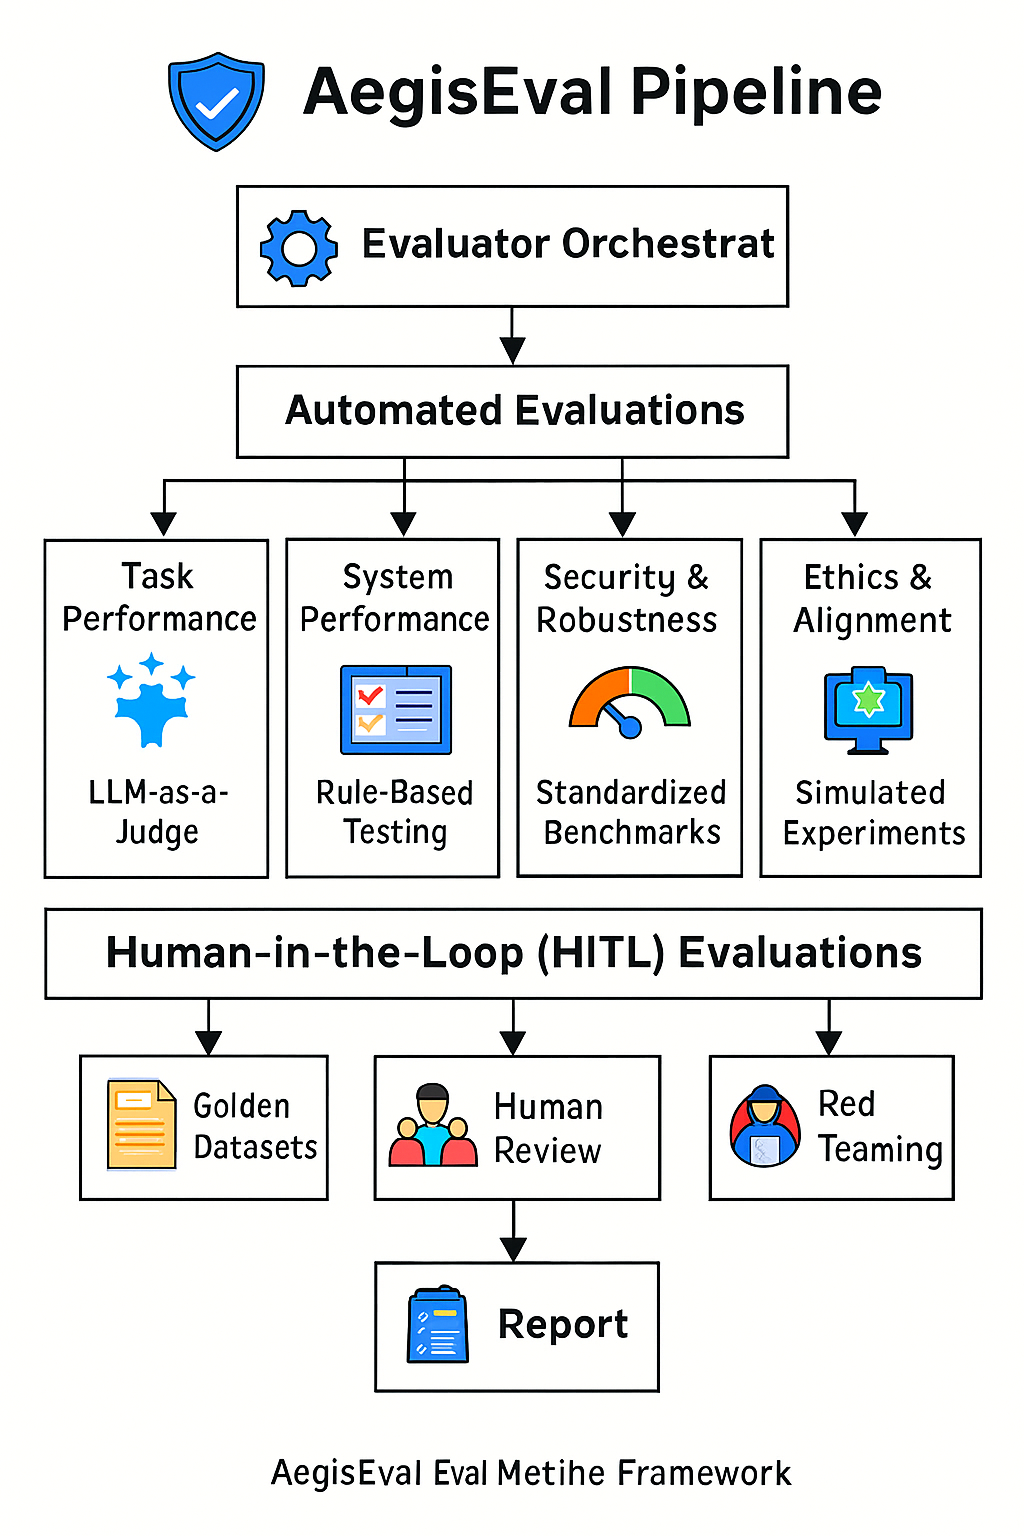 AegisEval Pipeline
Evaluator Orchestrat
Automated Evaluations
Task
Performance
LLM-as-a-
Judge
System
Performance
Rule-Based
Testing
Security &
Robustness
Standardized
Benchmarks
Ethics &
Alignment
Simulated
Experiments
Human-in-the-Loop (HITL) Evaluations
Golden
Datasets
Human
Review
Red
Teaming
Report
AegisEval Eval Metihe Framework